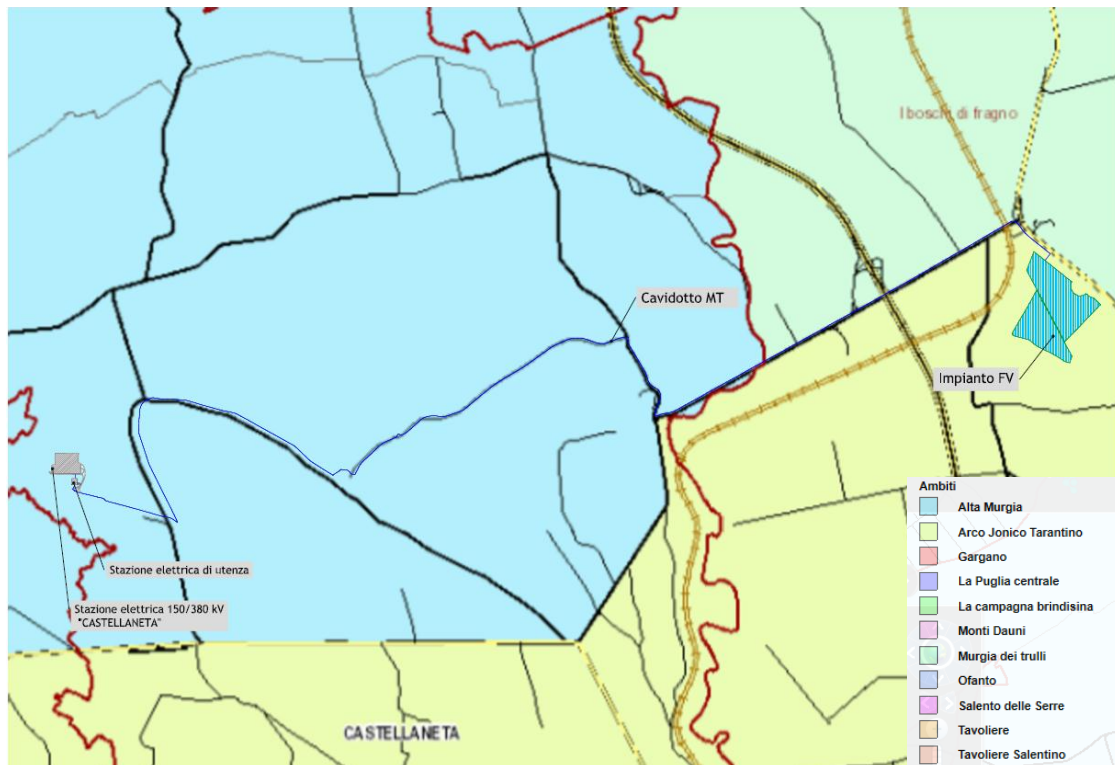 I boschi di fragno
Cavidotto MT
Impianto FV
Stazione elettrica di utenza
Stazione elettrica 150/380 kV
"CASTELLANETA"
CASTELLANETA
Ambiti
Alta Murgia
Arco Jonico Tarantino
Gargano
La Puglia centrale
La campagna brindisina
Monti Dauni
Murgia dei trulli
Ofanto
Salento delle Serre
Tavoliere
Tavoliere Salentino